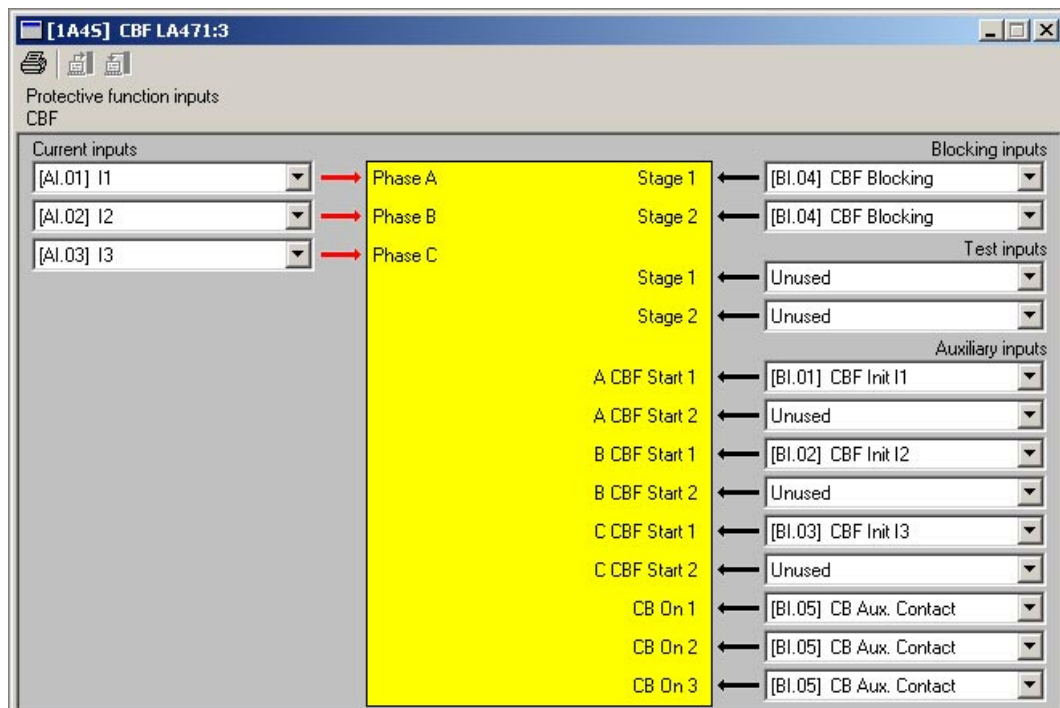 [1A4S] CBF LA471:3
Protective function inputs
CBF
Current inputs
Blocking inputs
[AI.01] I1
Phase A
Stage 1
[BI.04] CBF Blocking
[AI.02] I2
Phase B
Stage 2
[BI.04] CBF Blocking
[AI.03] I3
Phase C
Test inputs
Stage 1
Unused
Stage 2
Unused
Auxiliary inputs
A CBF Start 1
[BI.01] CBF Init I1
A CBF Start 2
Unused
B CBF Start 1
[BI.02] CBF Init I2
B CBF Start 2
Unused
C CBF Start 1
[BI.03] CBF Init I3
C CBF Start 2
Unused
CB On 1
[BI.05] CB Aux. Contact
CB On 2
[BI.05] CB Aux. Contact
CB On 3
[BI.05] CB Aux. Contact